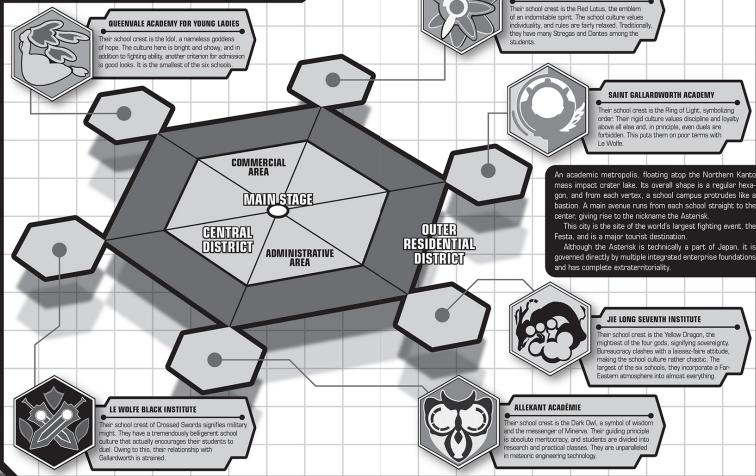 QUEENVALE ACADEMY FOR YOUNG LADIES
Their school crest is the Idol, a nameless goddess
of hope. The culture here is bright and showy, and in
addition to fighting ability, another criterion for admission
is good looks. It is the smallest of the six schools.
Their school crest is the Red Lotus, the emblem
of an indomitable spirit. The school culture values
individuality, and rules are fairly relaxed. Traditionally,
they have many Stregas and Dantes among the
students.
SAINT GALLARDWORTH ACADEMY
Their school crest is the Ring of Light, symbolizing
order. Their rigid culture values discipline and loyalty
above all else and, in principle, even duels are
forbidden. This puts them on poor terms with
Le Wolfe.
COMMERCIAL
AREA
MAIN STAGE
CENTRAL
DISTRICT
ADMINISTRATIVE
AREA
OUTER
RESIDENTIAL
DISTRICT
An academic metropolis, floating atop the Northern Kanto
mass impact crater lake. Its overall shape is a regular hexa-
gon, and from each vertex, a school campus protrudes like a
bastion. A main avenue runs from each school straight to the
center, giving rise to the nickname the Asterisk.
This city is the site of the world's largest fighting event, the
Festa, and is a major tourist destination.
Although the Asterisk is technically a part of Japan, it is
governed directly by multiple integrated enterprise foundations
and has complete extraterritoriality.
JIE LONG SEVENTH INSTITUTE
Their school crest is the Yellow Dragon, the
mightiest of the four gods, signifying sovereignty.
Bureaucracy clashes with a laissez-faire attitude,
making the school culture rather chaotic. The
largest of the six schools, they incorporate a Far-
Eastern atmosphere into almost everything.
LE WOLFE BLACK INSTITUTE
Their school crest of Crossed Swords signifies military
might. They have a tremendously belligerent school
culture that actually encourages their students to
duel. Owing to this, their relationship with
Gallardworth is strained.
ALLEKANT ACADÉMIE
Their school crest is the Dark Owl, a symbol of wisdom
and the messenger of Minerva. Their guiding principle
is absolute meritocracy, and students are divided into
research and practical classes. They are unparalleled
in meteoric engineering technology.